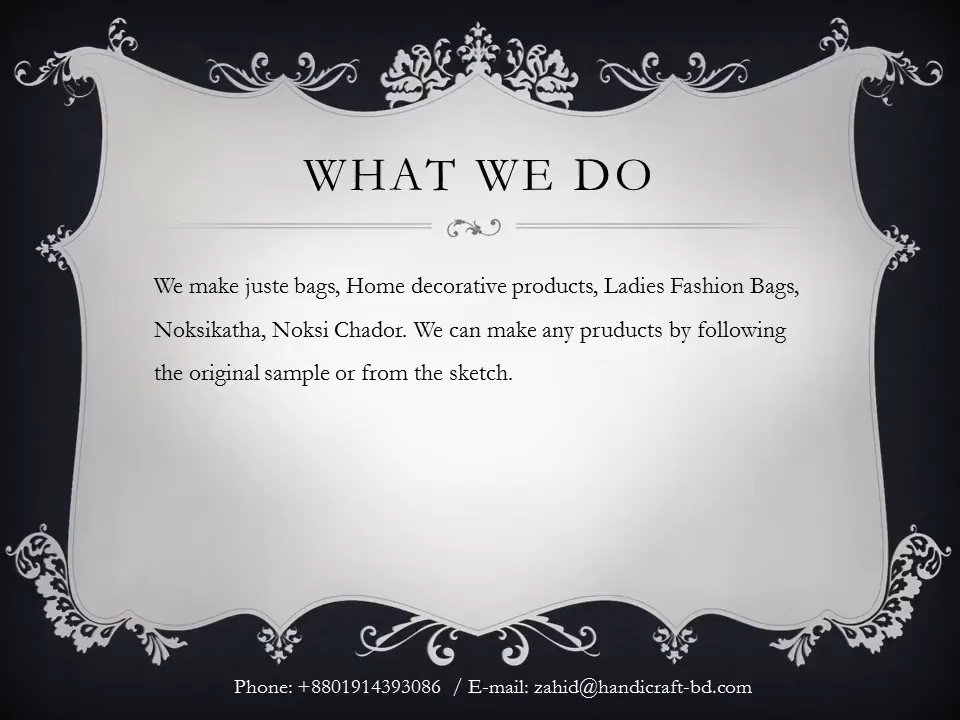 WHAT WE DO
We make juste bags, Home decorative products, Ladies Fashion Bags,
Noksikatha, Noksi Chador. We can make any pruducts by following
the original sample or from the sketch.
Phone: +8801914393086 / E-mail: zahid@handicraft-bd.com